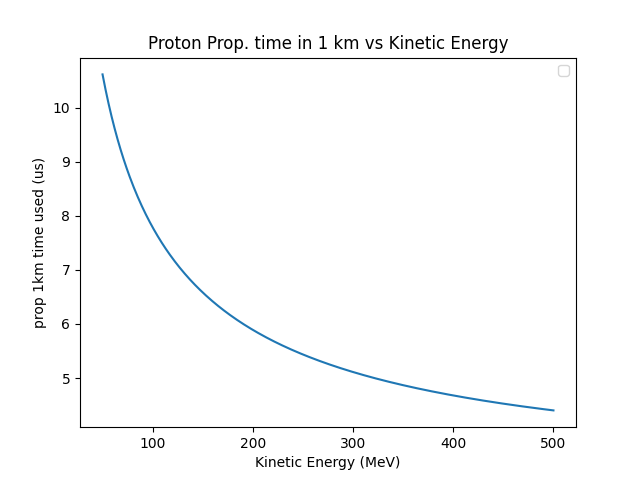 Proton Prop. time in 1 km vs Kinetic Energy
10
9
8
7
6
5
prop 1km time used (us)
100 200 300 400 500
Kinetic Energy (MeV)